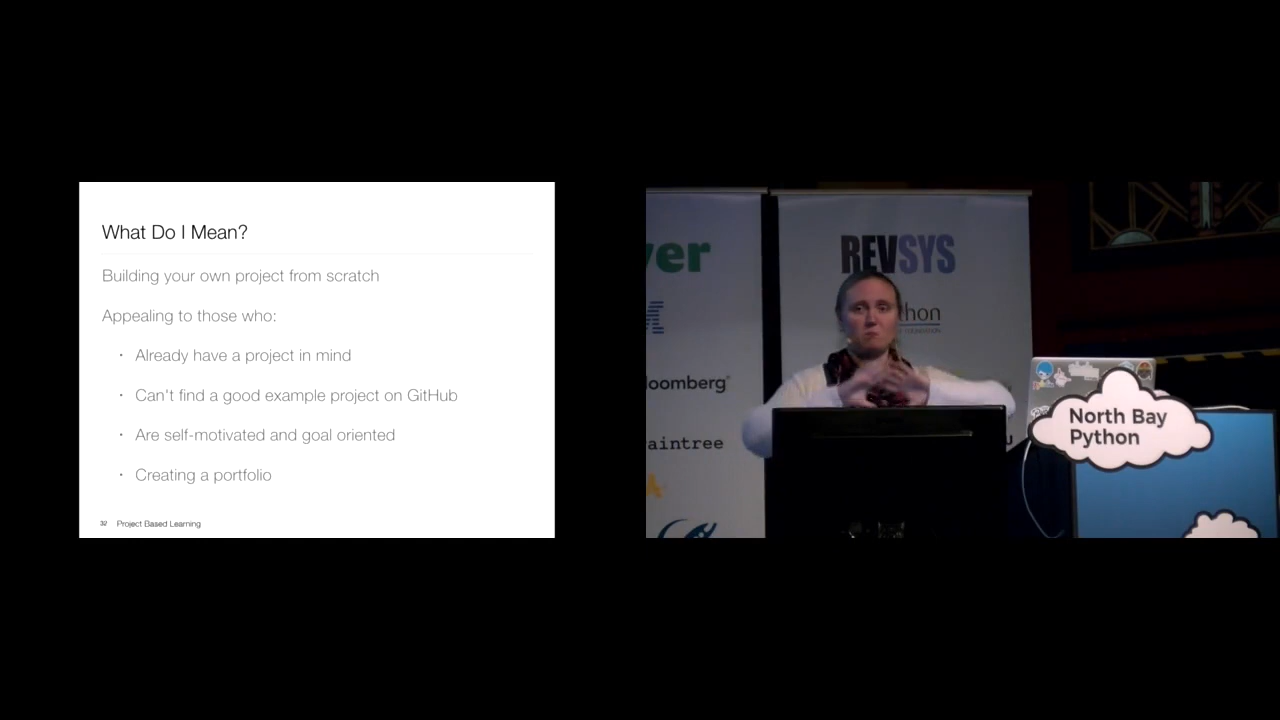 What Do I Mean?
Building your own project from scratch
Appealing to those who:
· Already have a project in mind
· Can't find a good example project on GitHub
· Are self-motivated and goal oriented
· Creating a portfolio
32 Project Based Learning
ver
REVSYS
thon
loomberg
aintree
North Bay
Python